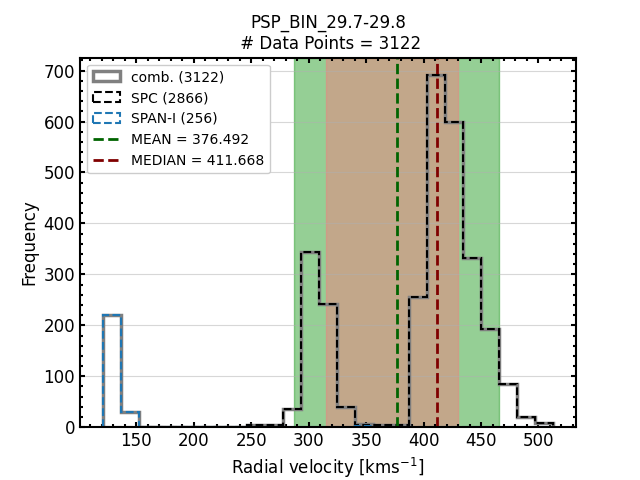 PSP_BIN_29.7-29.8
# Data Points = 3122
700
600
500
400
300
200
100
0
Frequency
comb. (3122)
SPC (2866)
SPAN-I (256)
MEAN = 376.492
MEDIAN = 411.668
150 200 250 300 350 400 450 500
Radial velocity [kms⁻¹]